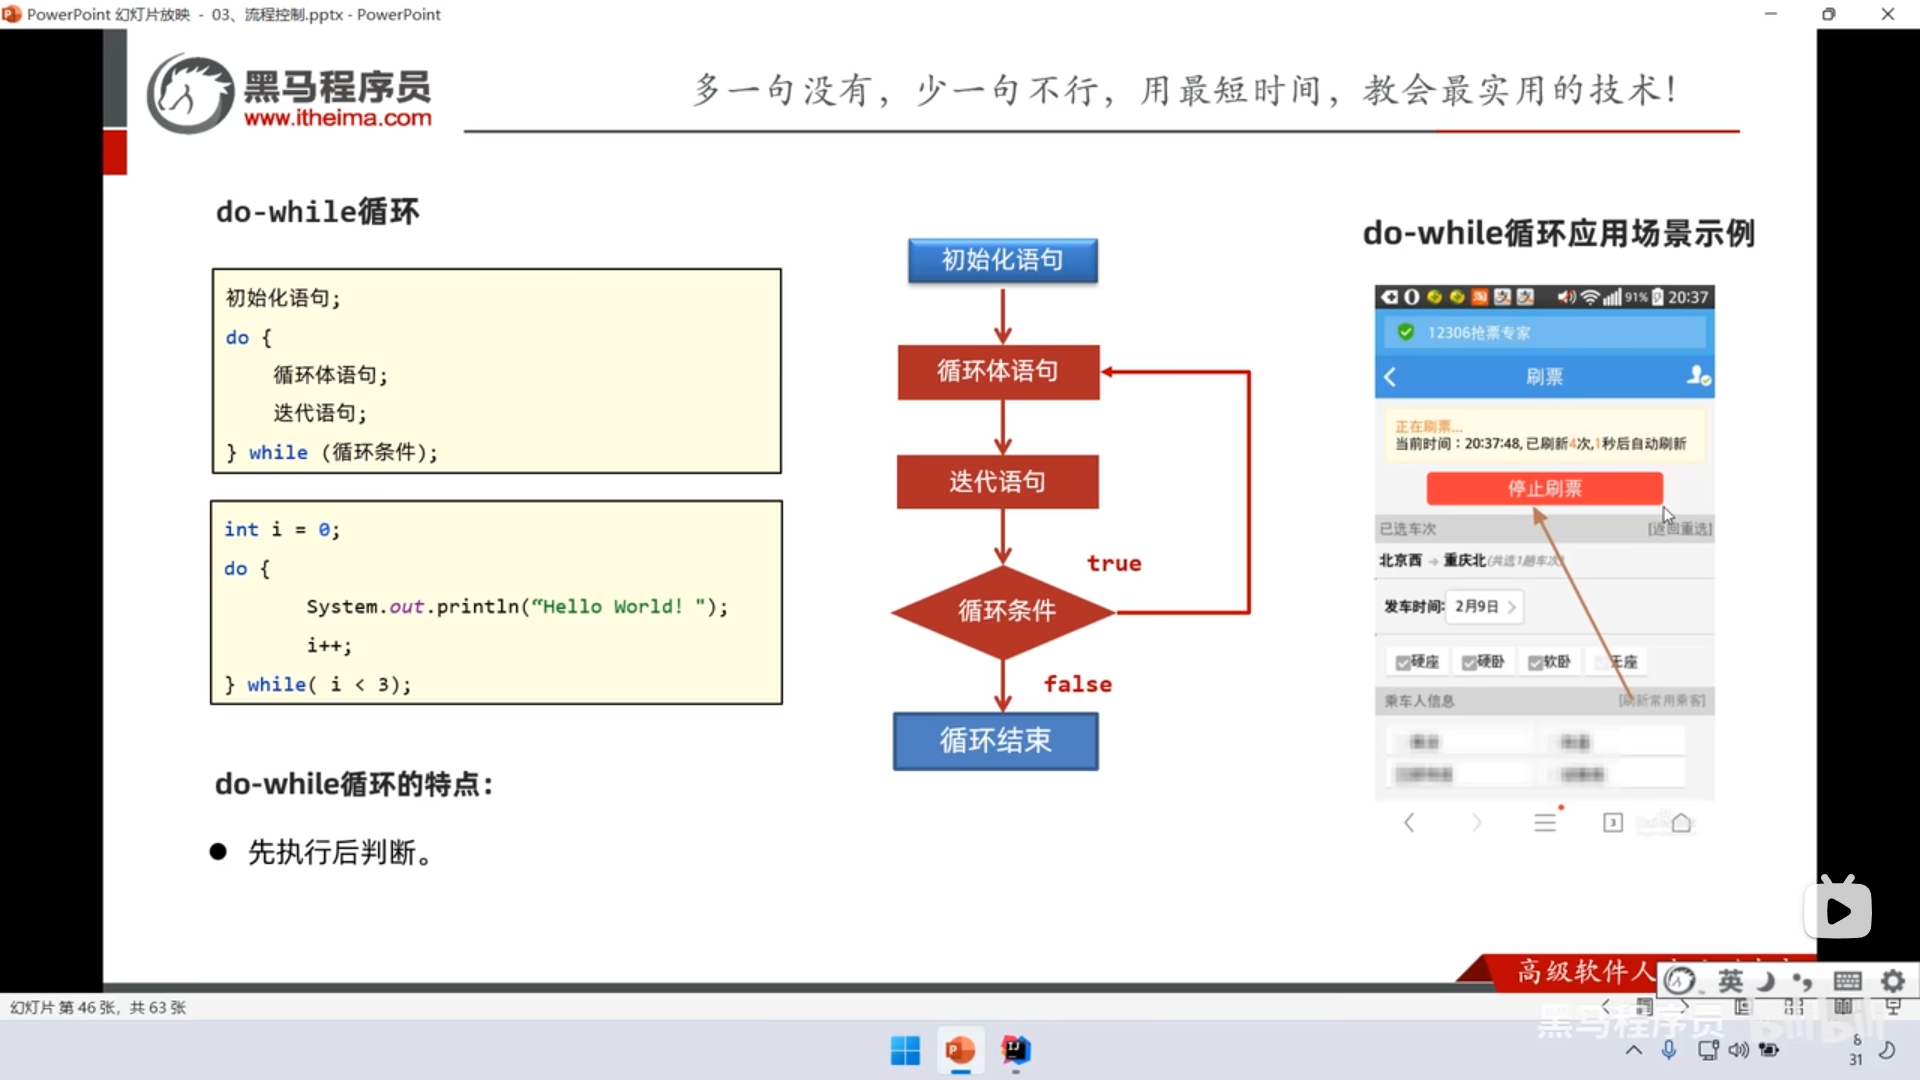 PowerPoint 幻灯片放映 - 03、流程控制.pptx - PowerPoint
黑马程序员
www.itheima.com
多一句没有，少一句不行，用最短时间，教会最实用的技术！
do-while循环
初始化语句;
do {
循环体语句;
迭代语句;
} while (循环条件);
int i = 0;
do {
System.out.println(“Hello World! ");
i++;
} while( i < 3);
do-while循环的特点：
先执行后判断。
初始化语句
循环体语句
迭代语句
循环条件
true
false
循环结束
do-while循环应用场景示例
91% 20:37
12306抢票专家
刷票
正在刷票...
当前时间：20:37:48, 已刷新4次,1秒后自动刷新
停止刷票
已选车次 [返回重选]
北京西 → 重庆北(共选1趟车次)
发车时间: 2月9日
硬座 硬卧 软卧 无座
乘车人信息 [刷新常用乘客]
3
高级软件人
英
幻灯片 第 46 张，共 63 张
黑马程序员
bilibili
31